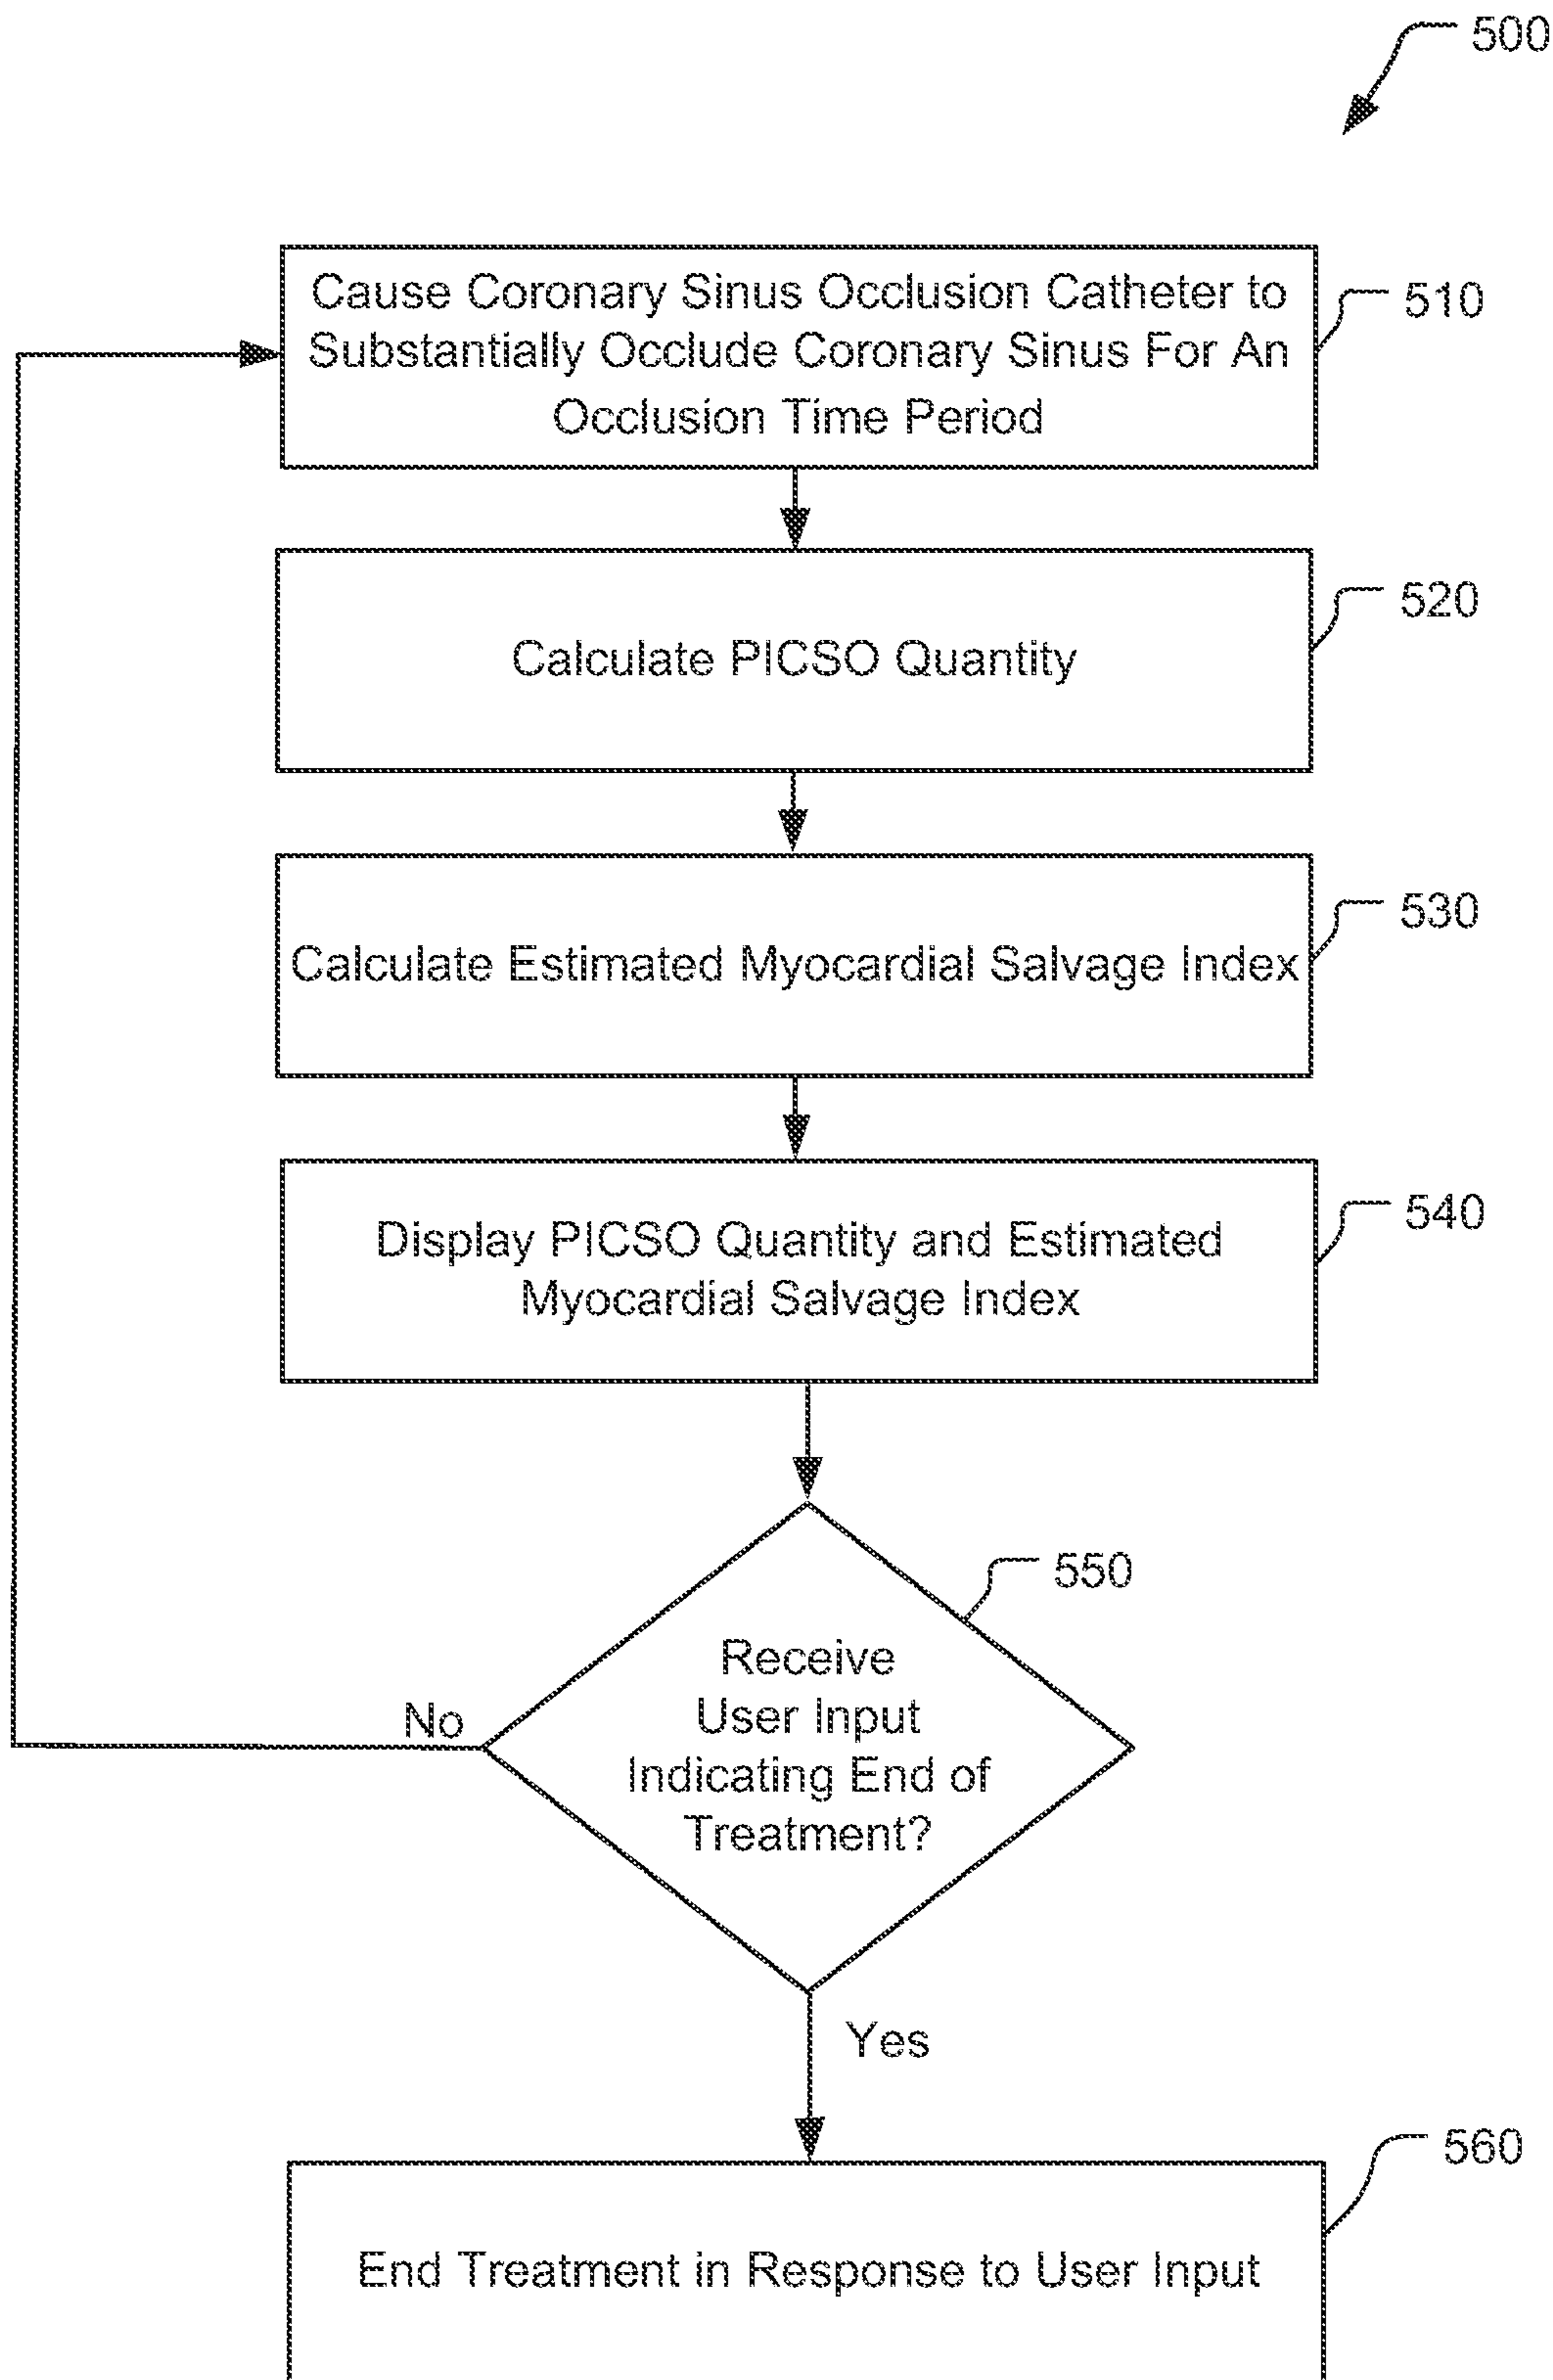 500
Cause Coronary Sinus Occlusion Catheter to
Substantially Occlude Coronary Sinus For An
Occlusion Time Period
510
Calculate PICSO Quantity
520
Calculate Estimated Myocardial Salvage Index
530
Display PICSO Quantity and Estimated
Myocardial Salvage Index
540
550
Receive
User Input
Indicating End of
Treatment?
No
Yes
560
End Treatment in Response to User Input